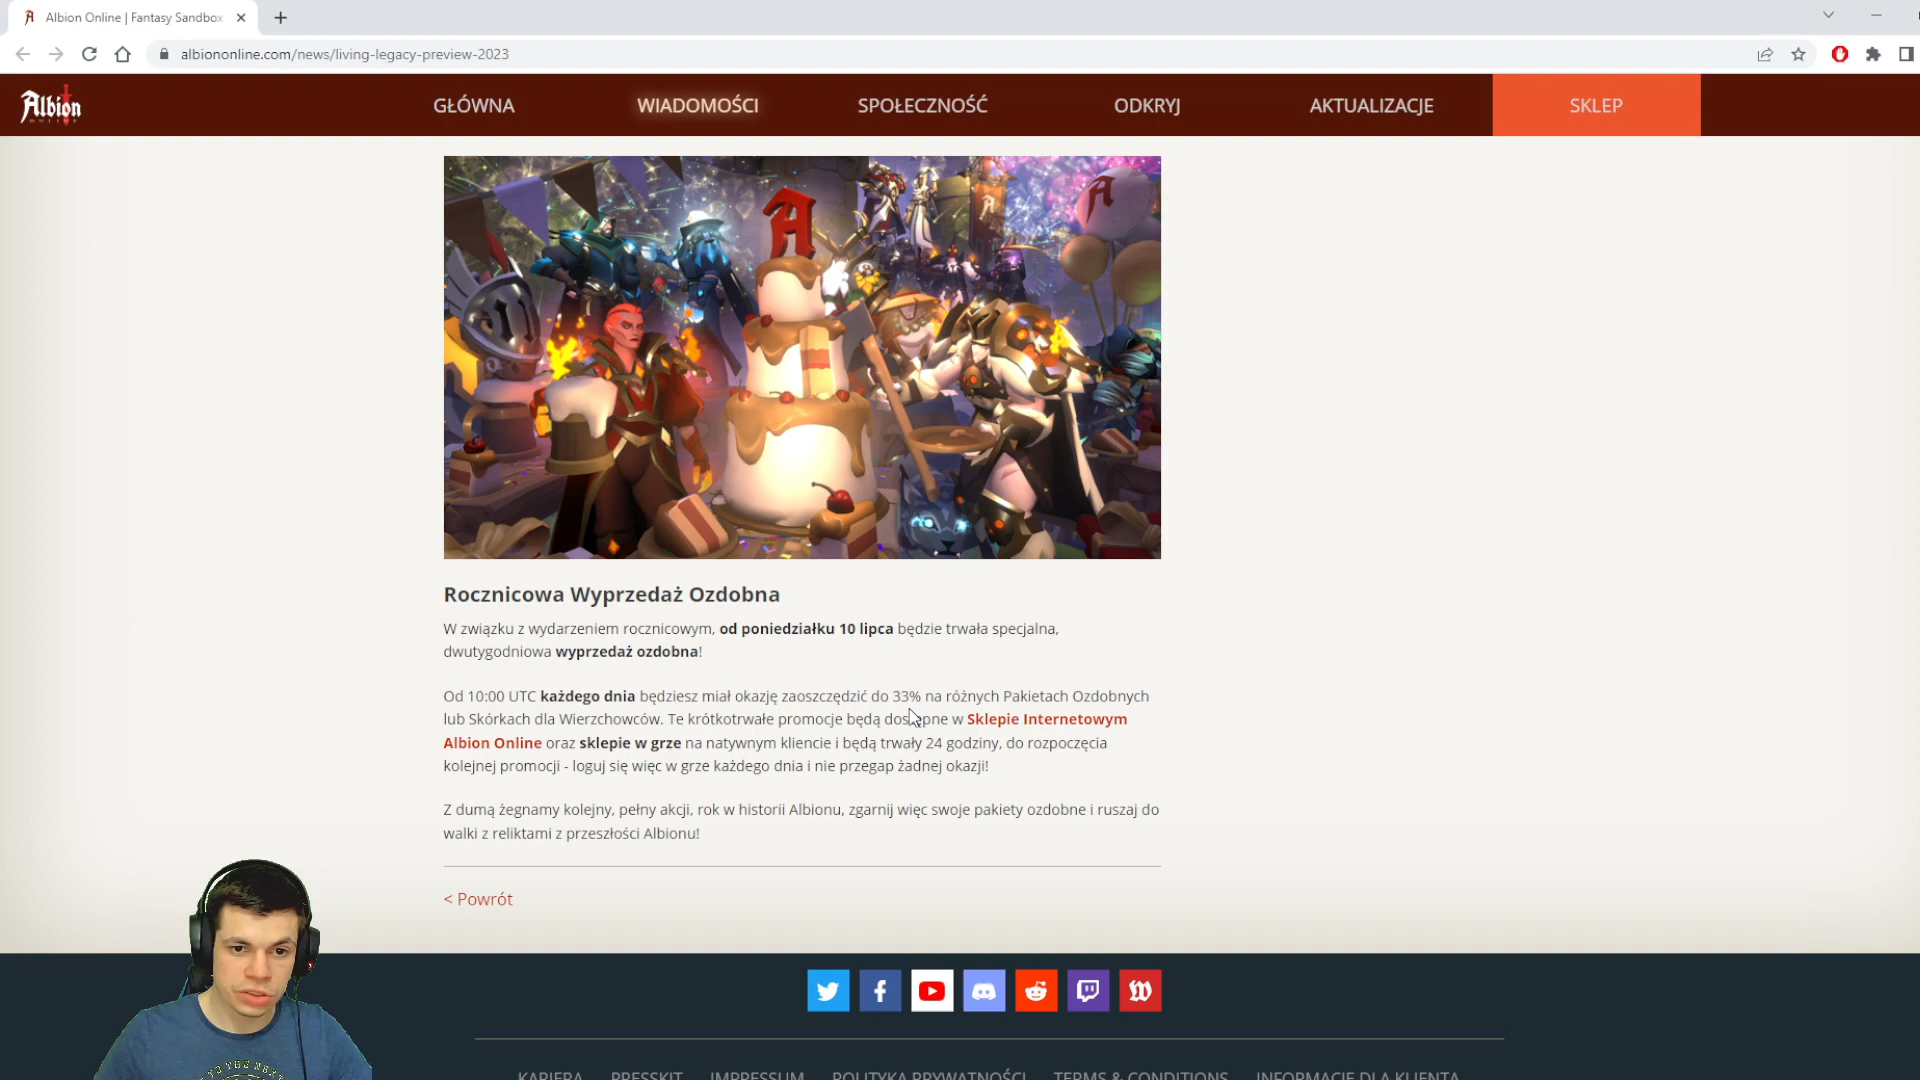 Albion Online | Fantasy Sandbox
albiononline.com/news/living-legacy-preview-2023
Albion
ONLINE
GŁÓWNA
WIADOMOŚCI
SPOŁECZNOŚĆ
ODKRYJ
AKTUALIZACJE
SKLEP
Rocznicowa Wyprzedaż Ozdobna
W związku z wydarzeniem rocznicowym, od poniedziałku 10 lipca będzie trwała specjalna,
dwutygodniowa wyprzedaż ozdobna!
Od 10:00 UTC każdego dnia będziesz miał okazję zaoszczędzić do 33% na różnych Pakietach Ozdobnych
lub Skórkach dla Wierzchowców. Te krótkotrwałe promocje będą dostępne w Sklepie Internetowym
Albion Online oraz sklepie w grze na natywnym kliencie i będą trwały 24 godziny, do rozpoczęcia
kolejnej promocji - loguj się więc w grze każdego dnia i nie przegap żadnej okazji!
Z dumą żegnamy kolejny, pełny akcji, rok w historii Albionu, zgarnij więc swoje pakiety ozdobne i ruszaj do
walki z reliktami z przeszłości Albionu!
< Powrót
KARIERA
PRESSKIT
IMPRESSUM
POLITYKA PRYWATNOŚCI
TERMS & CONDITIONS
INFORMACJE DLA KLIENTA